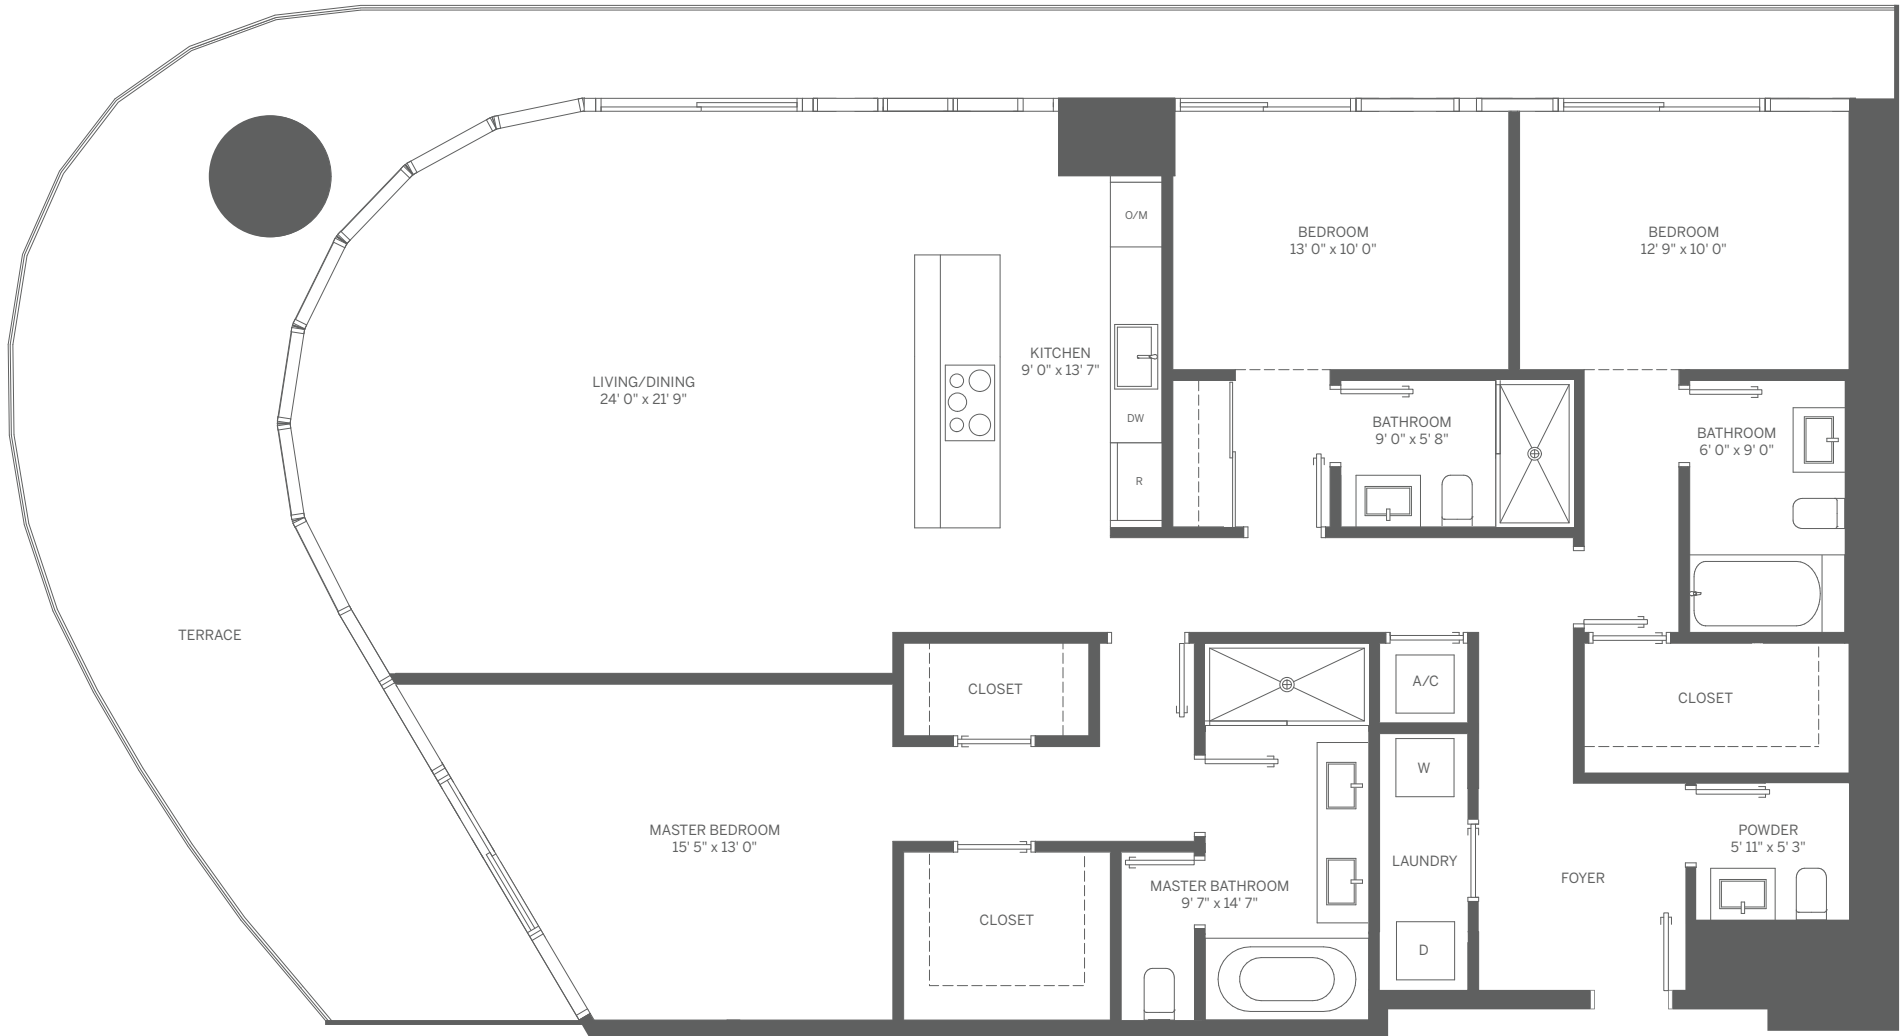 O/M
BEDROOM
13' 0" x 10' 0"
BEDROOM
12' 9" x 10' 0"
KITCHEN
9' 0" x 13' 7"
LIVING/DINING
24' 0" x 21' 9"
DW
BATHROOM
9' 0" x 5' 8"
BATHROOM
6' 0" x 9' 0"
R
TERRACE
CLOSET
A/C
CLOSET
W
MASTER BEDROOM
15' 5" x 13' 0"
POWDER
5' 11" x 5' 3"
LAUNDRY
FOYER
MASTER BATHROOM
9' 7" x 14' 7"
CLOSET
D